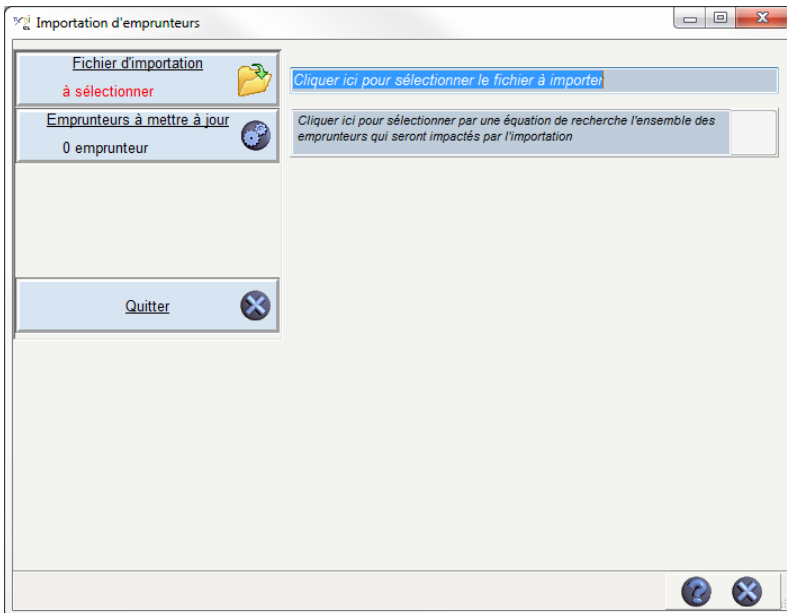 Importation d'emprunteurs
Fichier d'importation
à sélectionner
Cliquer ici pour sélectionner le fichier à importer
Emprunteurs à mettre à jour
0 emprunteur
Cliquer ici pour sélectionner par une équation de recherche l'ensemble des
emprunteurs qui seront impactés par l'importation
Quitter